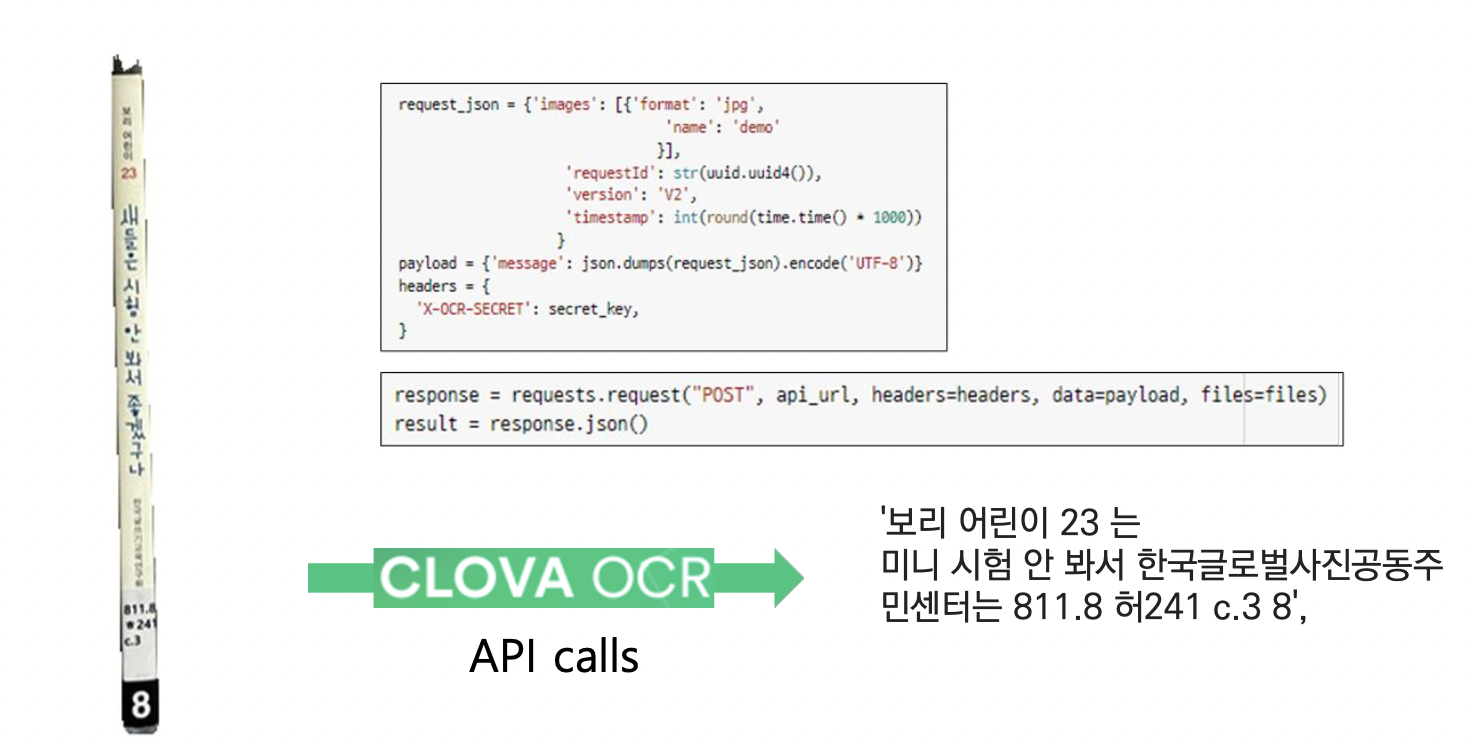 보리 어린이
23
새들은 시험 안 봐서 좋겠구나
811.8
241
c.3
8
request_json = {'images': [{'format': 'jpg',
'name': 'demo'
}],
'requestId': str(uuid.uuid4()),
'version': 'V2',
'timestamp': int(round(time.time() * 1000))
}
payload = {'message': json.dumps(request_json).encode('UTF-8')}
headers = {
'X-OCR-SECRET': secret_key,
}
response = requests.request("POST", api_url, headers=headers, data=payload, files=files)
result = response.json()
CLOVA OCR
API calls
'보리 어린이 23 는
미니 시험 안 봐서 한국글로벌사진공동주
민센터는 811.8 허241 c.3 8',